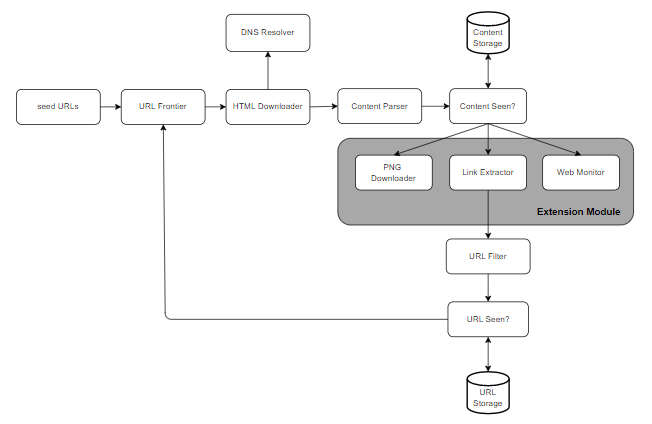 DNS Resolver
Content
Storage
seed URLs
URL Frontier
HTML Downloader
Content Parser
Content Seen?
PNG
Downloader
Link Extractor
Web Monitor
Extension Module
URL Filter
URL Seen?
URL
Storage